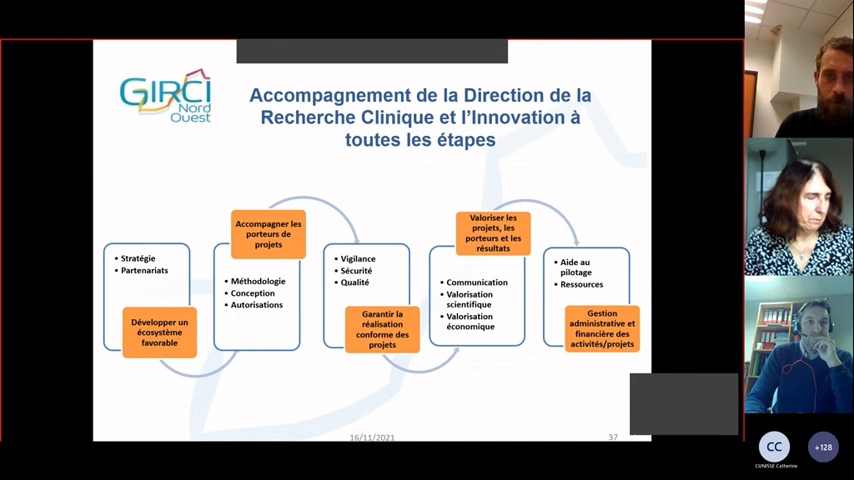 GIRCI
Nord
Ouest
Accompagnement de la Direction de la
Recherche Clinique et l'Innovation à
toutes les étapes
• Stratégie
• Partenariats
Développer un
écosystème
favorable
Accompagner les
porteurs de
projets
• Méthodologie
• Conception
• Autorisations
• Vigilance
• Sécurité
• Qualité
Garantir la
réalisation
conforme des
projets
Valoriser les
projets, les
porteurs et les
résultats
• Communication
• Valorisation
scientifique
• Valorisation
économique
• Aide au
pilotage
• Ressources
Gestion
administrative et
financière des
activités/projets
16/11/2021
37
CC
CUNISSE Catherine
+128